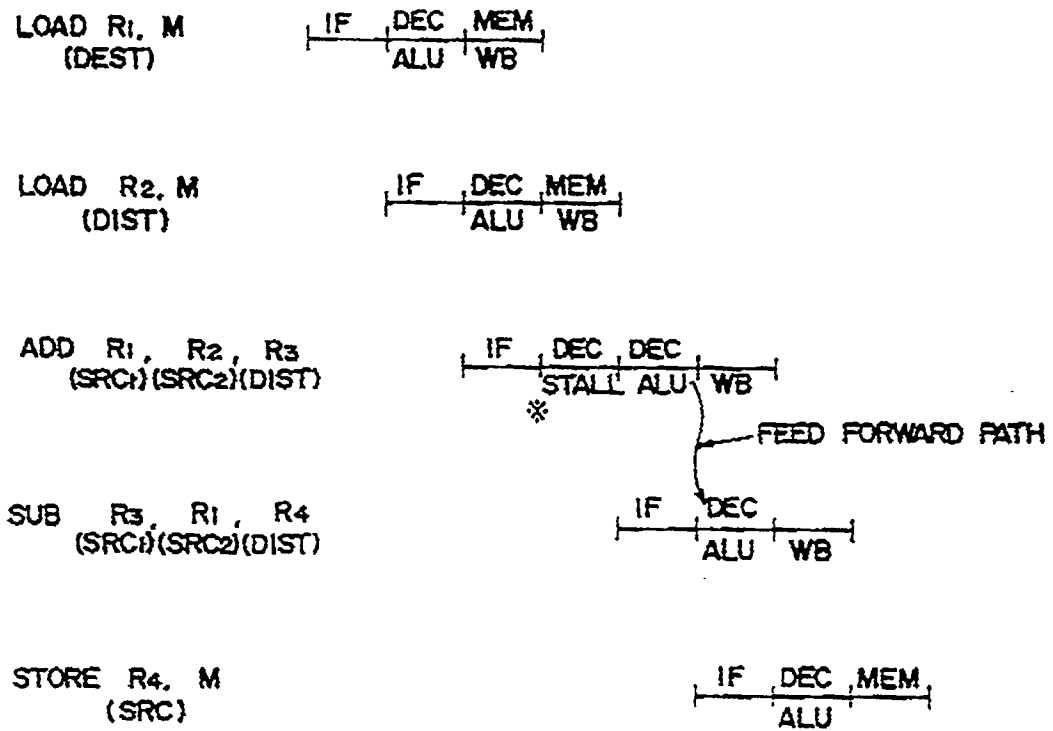 LOAD R1, M IF DEC MEM
(DEST) ALU WB
LOAD R2, M IF DEC MEM
(DIST) ALU WB
ADD R1, R2, R3 IF DEC DEC
(SRC1)(SRC2)(DIST) STALL ALU WB
※
FEED FORWARD PATH
SUB R3, R1, R4 IF DEC
(SRC1)(SRC2)(DIST) ALU WB
STORE R4, M IF DEC MEM
(SRC) ALU